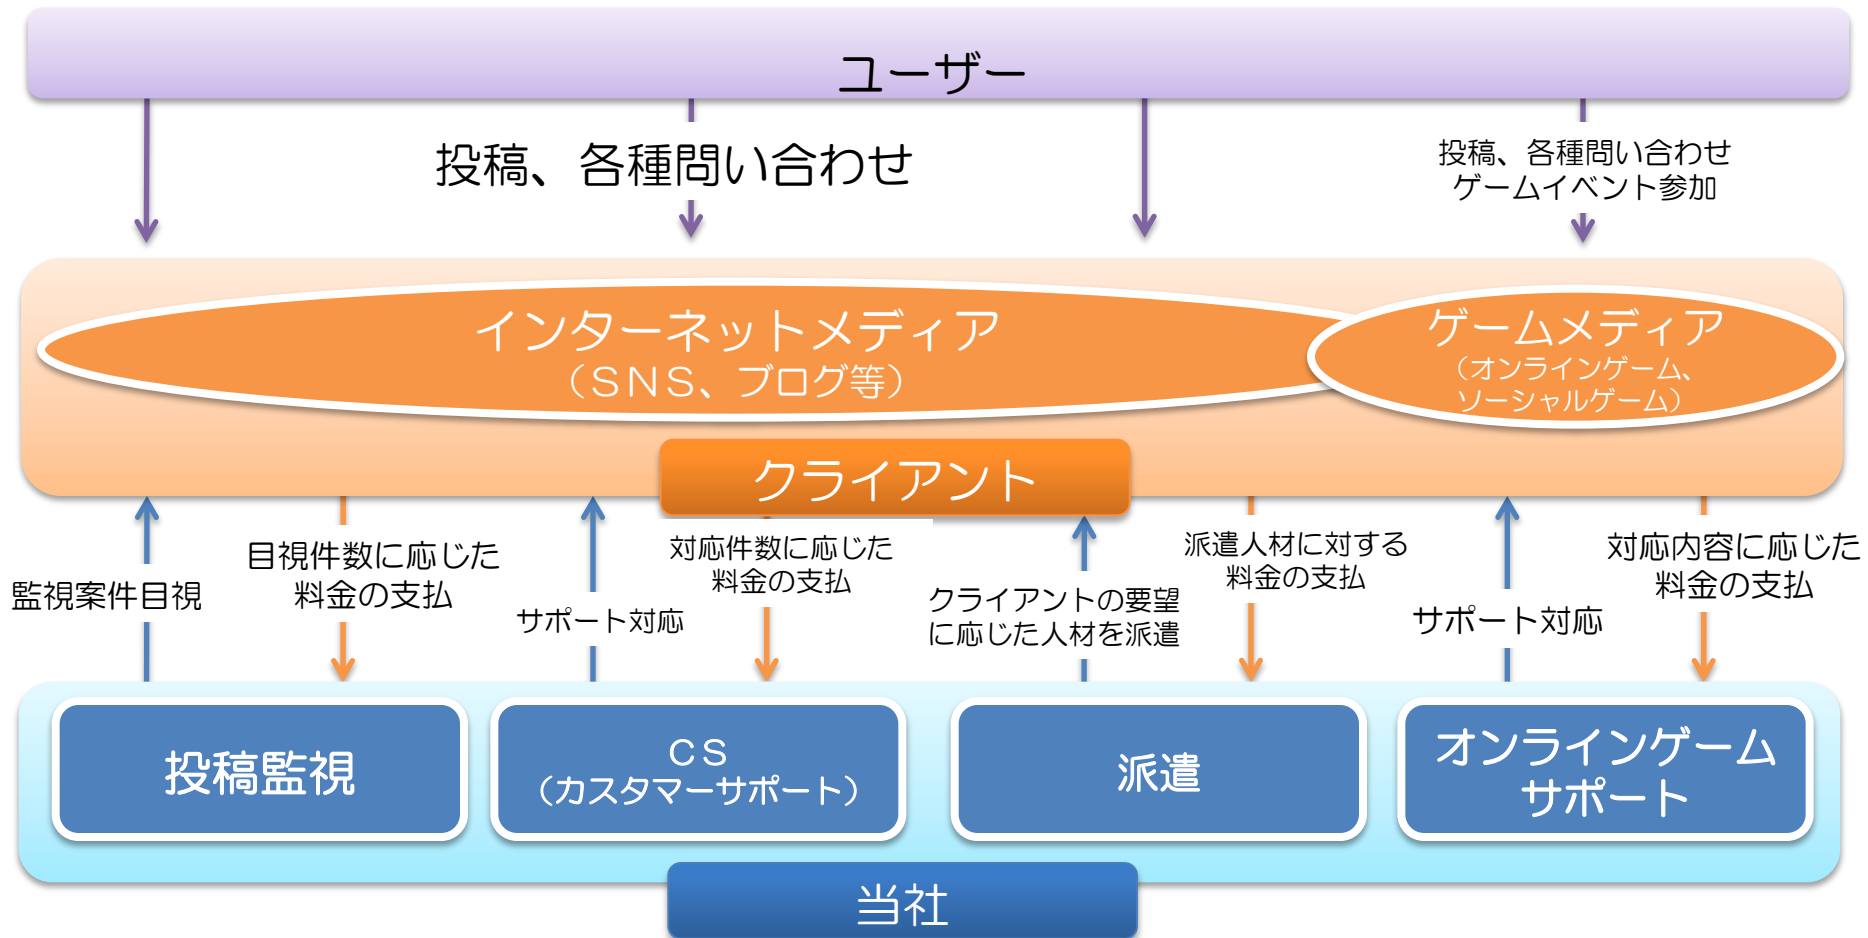 ユーザー
投稿、各種問い合わせ
投稿、各種問い合わせ
ゲームイベント参加
インターネットメディア
（ＳＮＳ、ブログ等）
ゲームメディア
（オンラインゲーム、
ソーシャルゲーム）
クライアント
監視案件目視
目視件数に応じた
料金の支払
サポート対応
対応件数に応じた
料金の支払
クライアントの要望
に応じた人材を派遣
派遣人材に対する
料金の支払
サポート対応
対応内容に応じた
料金の支払
投稿監視
ＣＳ
（カスタマーサポート）
派遣
オンラインゲーム
サポート
当社